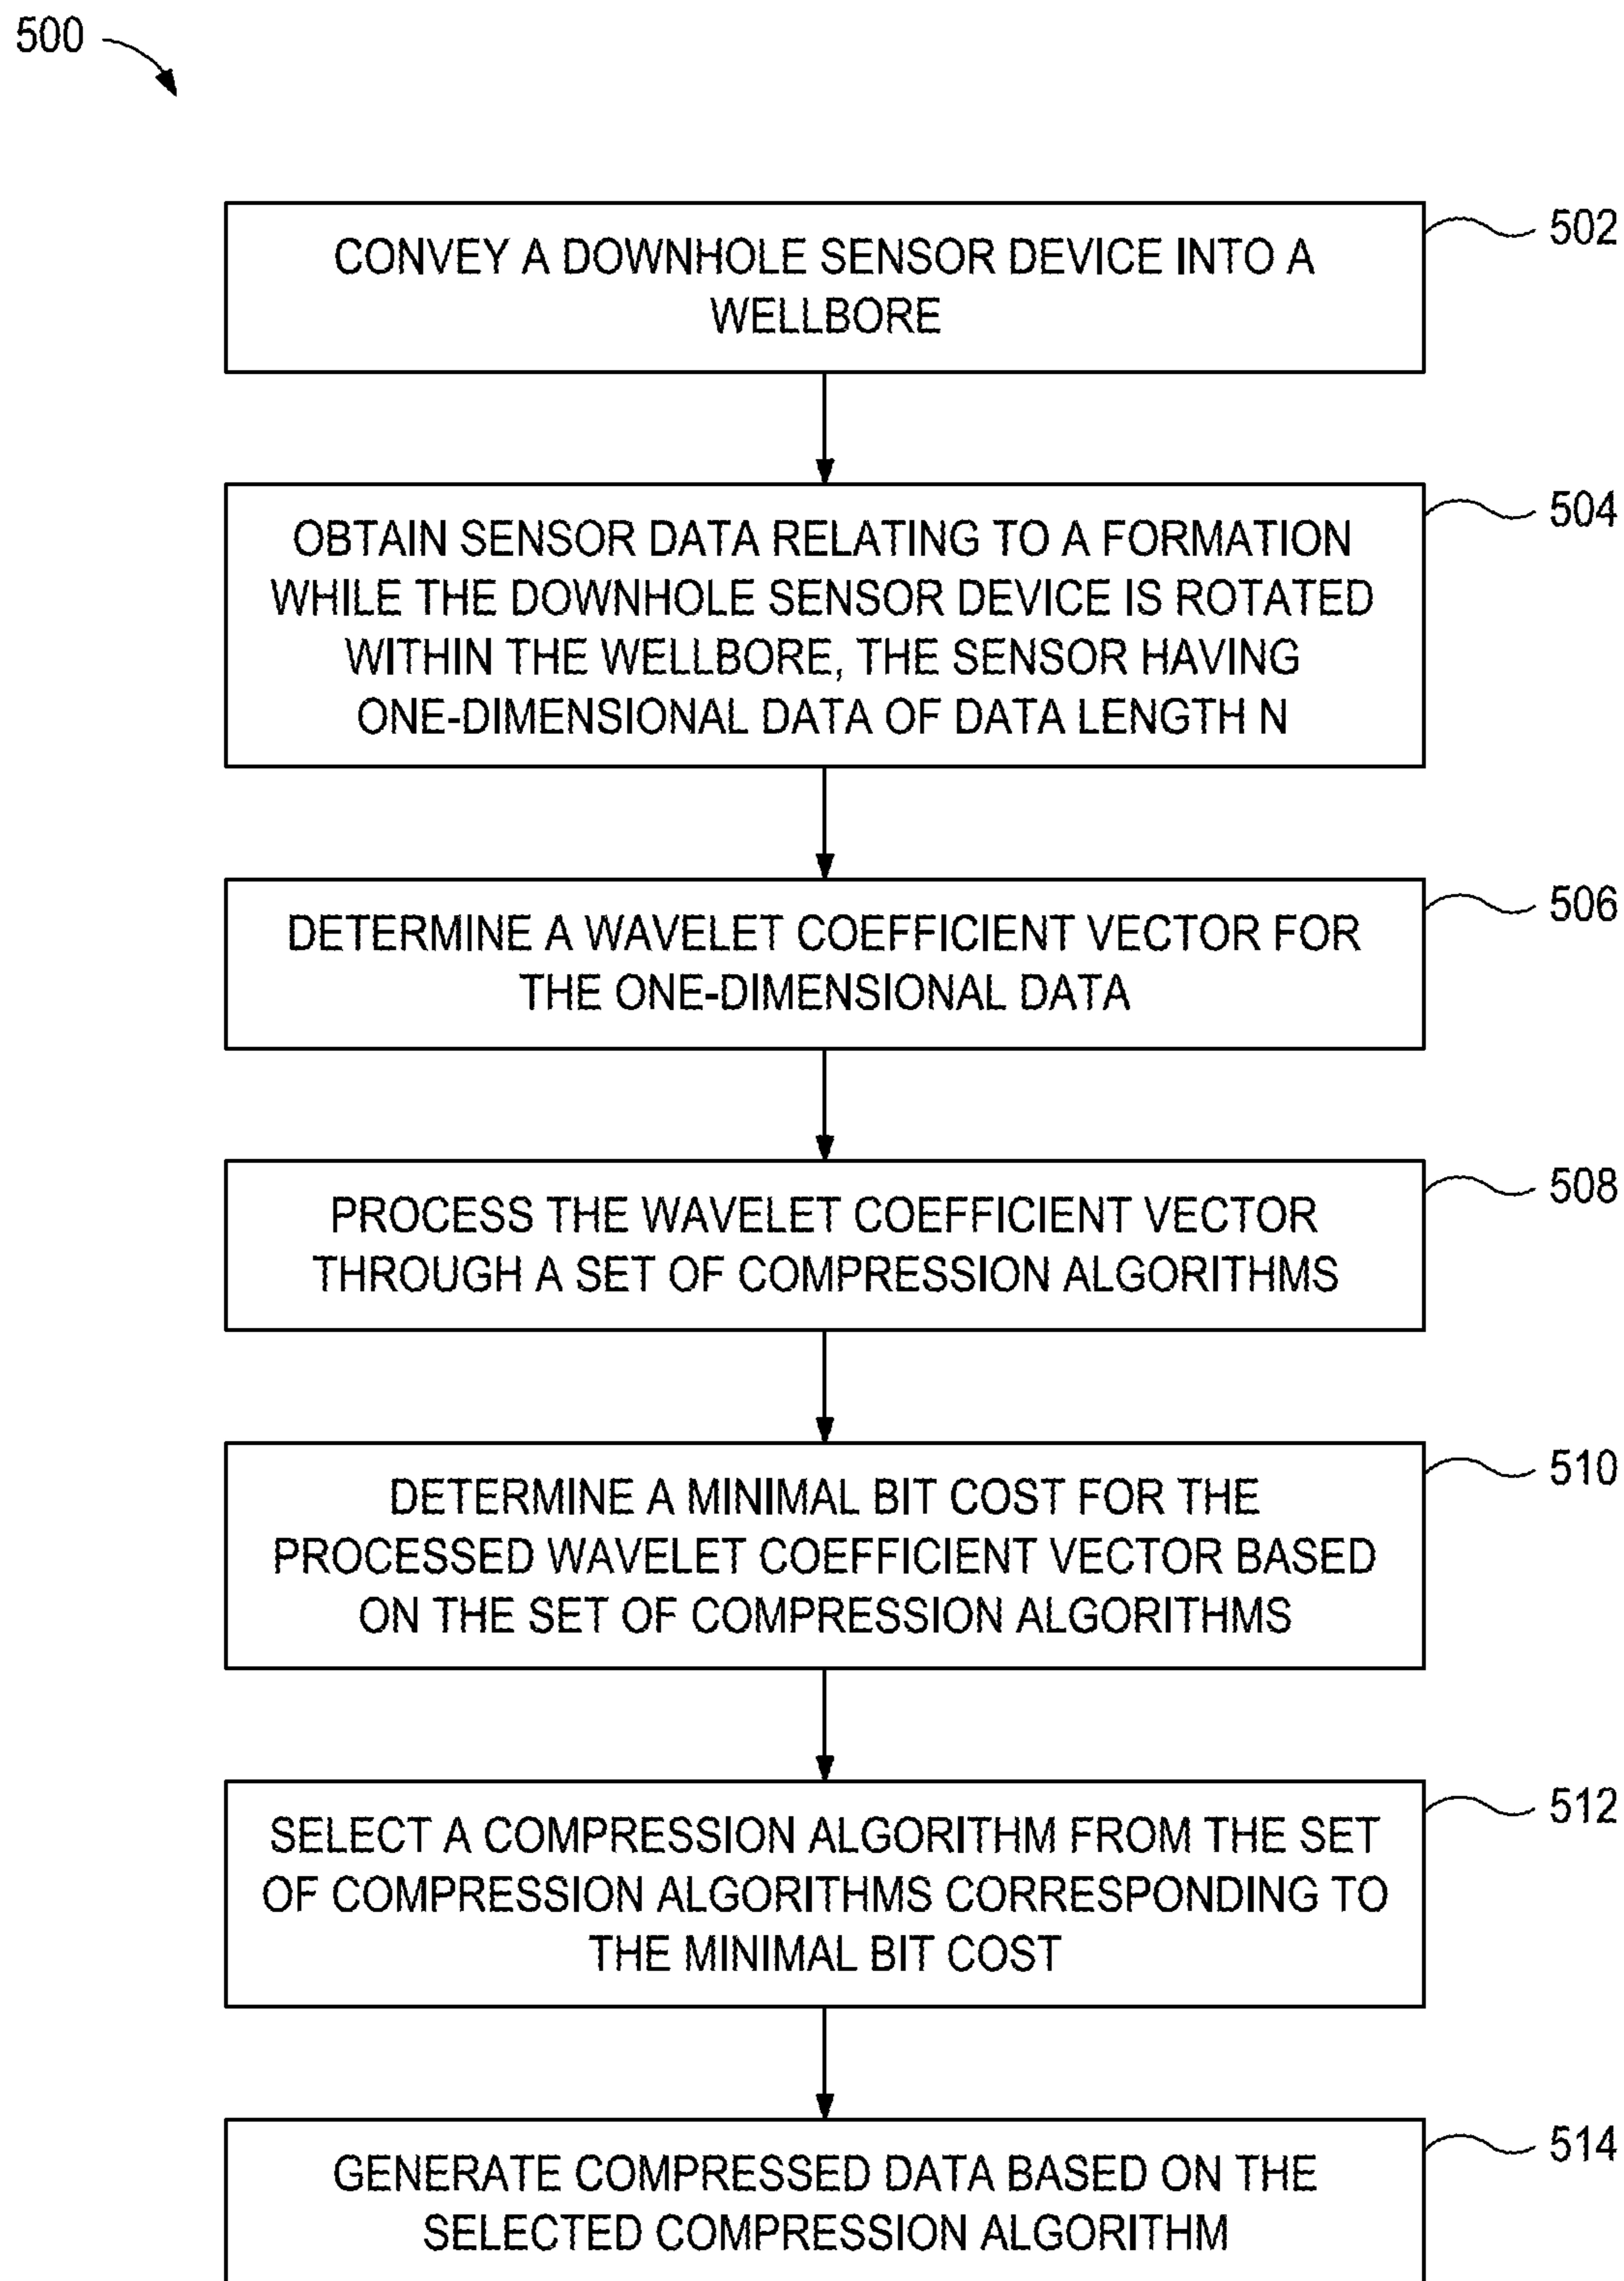 500
502
CONVEY A DOWNHOLE SENSOR DEVICE INTO A
WELLBORE
504
OBTAIN SENSOR DATA RELATING TO A FORMATION
WHILE THE DOWNHOLE SENSOR DEVICE IS ROTATED
WITHIN THE WELLBORE, THE SENSOR HAVING
ONE-DIMENSIONAL DATA OF DATA LENGTH N
506
DETERMINE A WAVELET COEFFICIENT VECTOR FOR
THE ONE-DIMENSIONAL DATA
508
PROCESS THE WAVELET COEFFICIENT VECTOR
THROUGH A SET OF COMPRESSION ALGORITHMS
510
DETERMINE A MINIMAL BIT COST FOR THE
PROCESSED WAVELET COEFFICIENT VECTOR BASED
ON THE SET OF COMPRESSION ALGORITHMS
512
SELECT A COMPRESSION ALGORITHM FROM THE SET
OF COMPRESSION ALGORITHMS CORRESPONDING TO
THE MINIMAL BIT COST
514
GENERATE COMPRESSED DATA BASED ON THE
SELECTED COMPRESSION ALGORITHM